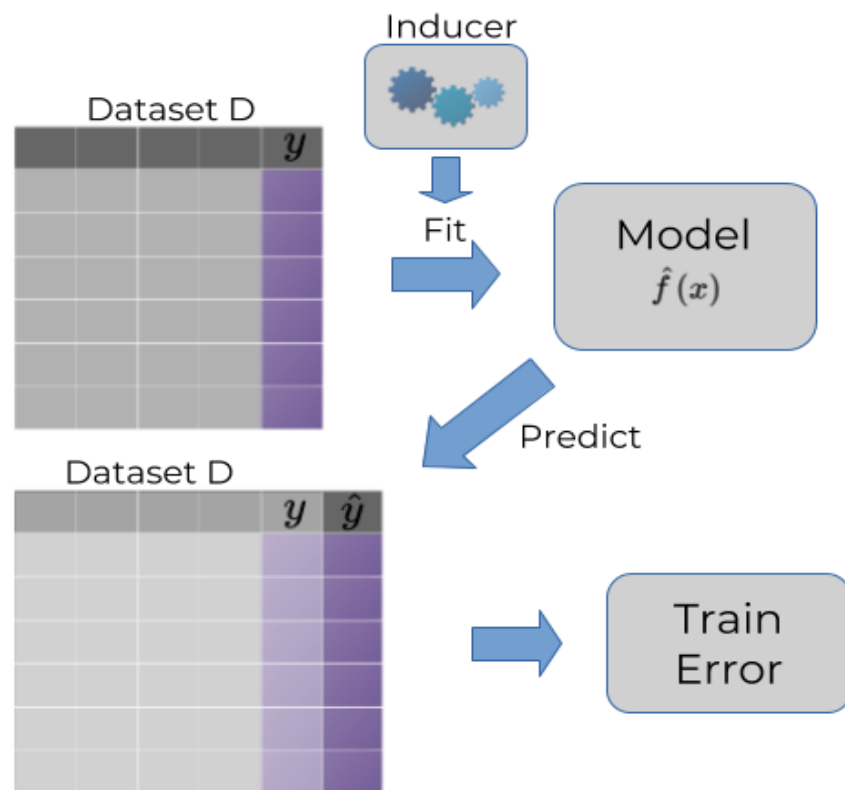 Inducer
Dataset D
y
Fit
Model
f̂ (x)
Predict
Dataset D
y ŷ
Train
Error